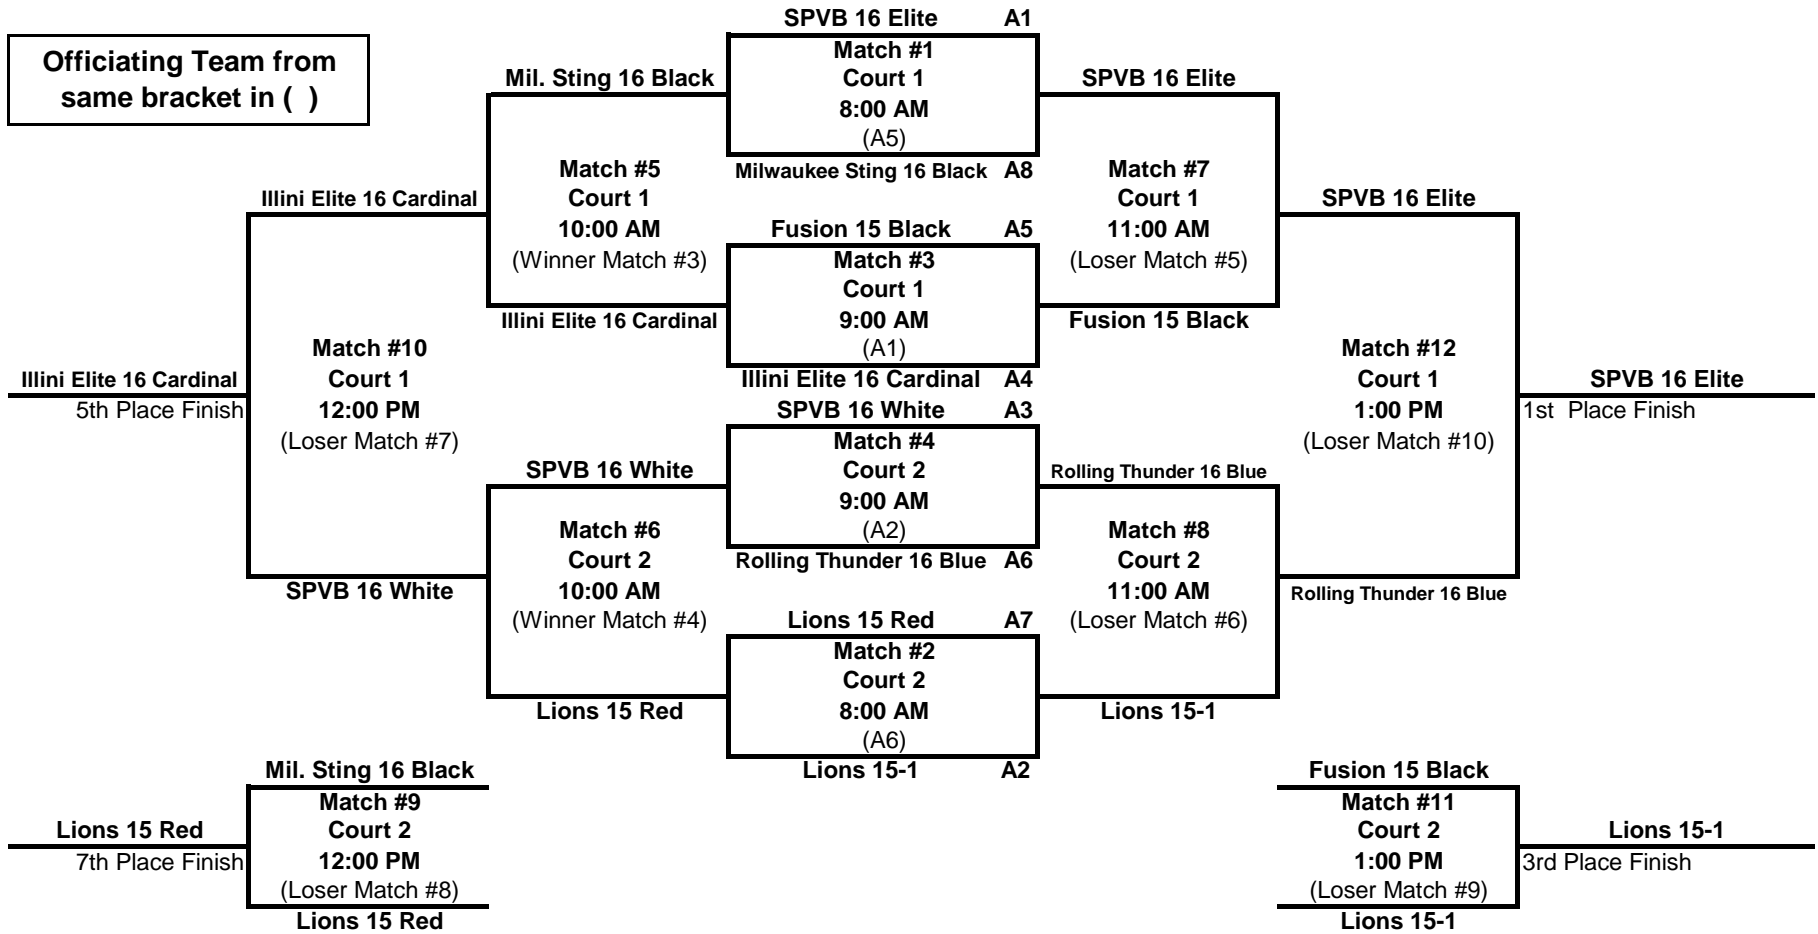 SPVB 16 Elite A1
Officiating Team from
same bracket in ( )
Match #1
Court 1
8:00 AM
(A5)
Milwaukee Sting 16 Black A8
Mil. Sting 16 Black
SPVB 16 Elite
Match #5
Court 1
10:00 AM
(Winner Match #3)
Match #7
Court 1
11:00 AM
(Loser Match #5)
Illini Elite 16 Cardinal
SPVB 16 Elite
Fusion 15 Black A5
Match #3
Court 1
9:00 AM
(A1)
Illini Elite 16 Cardinal A4
Illini Elite 16 Cardinal
Fusion 15 Black
Match #10
Court 1
12:00 PM
(Loser Match #7)
Match #12
Court 1
1:00 PM
(Loser Match #10)
Illini Elite 16 Cardinal
5th Place Finish
SPVB 16 Elite
1st Place Finish
SPVB 16 White A3
Match #4
Court 2
9:00 AM
(A2)
Rolling Thunder 16 Blue A6
SPVB 16 White
Rolling Thunder 16 Blue
Match #6
Court 2
10:00 AM
(Winner Match #4)
Match #8
Court 2
11:00 AM
(Loser Match #6)
SPVB 16 White
Rolling Thunder 16 Blue
Lions 15 Red A7
Match #2
Court 2
8:00 AM
(A6)
Lions 15-1 A2
Lions 15 Red
Lions 15-1
Mil. Sting 16 Black
Match #9
Court 2
12:00 PM
(Loser Match #8)
Lions 15 Red
Lions 15 Red
7th Place Finish
Fusion 15 Black
Match #11
Court 2
1:00 PM
(Loser Match #9)
Lions 15-1
Lions 15-1
3rd Place Finish